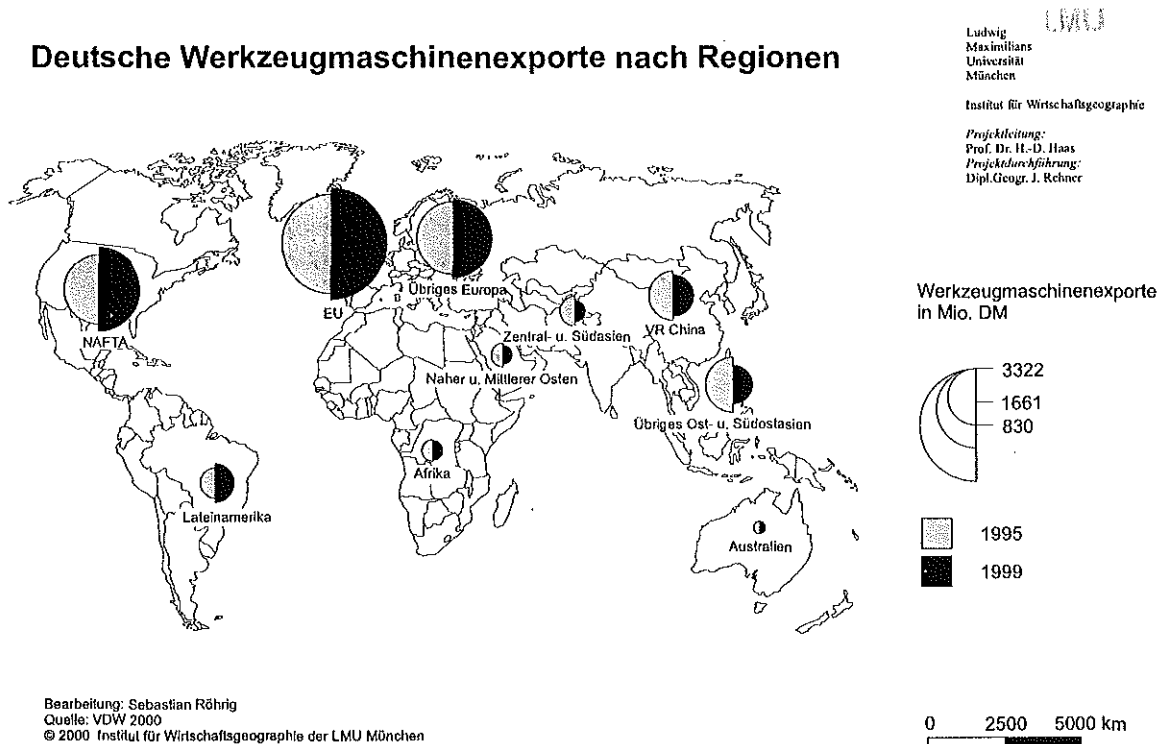 Deutsche Werkzeugmaschinenexporte nach Regionen
LMU
Ludwig
Maximilians
Universität
München
Institut für Wirtschaftsgeographie
Projektleitung:
Prof. Dr. H.-D. Haas
Projektdurchführung:
Dipl.Geogr. J. Rehner
NAFTA
EU
Übriges Europa
Zentral- u. Südasien
VR China
Naher u. Mittlerer Osten
Übriges Ost- u. Südostasien
Afrika
Lateinamerika
Australien
Werkzeugmaschinenexporte
in Mio. DM
3322
1661
830
1995
1999
Bearbeitung: Sebastian Röhrig
Quelle: VDW 2000
© 2000 Institut für Wirtschaftsgeographie der LMU München
0 2500 5000 km